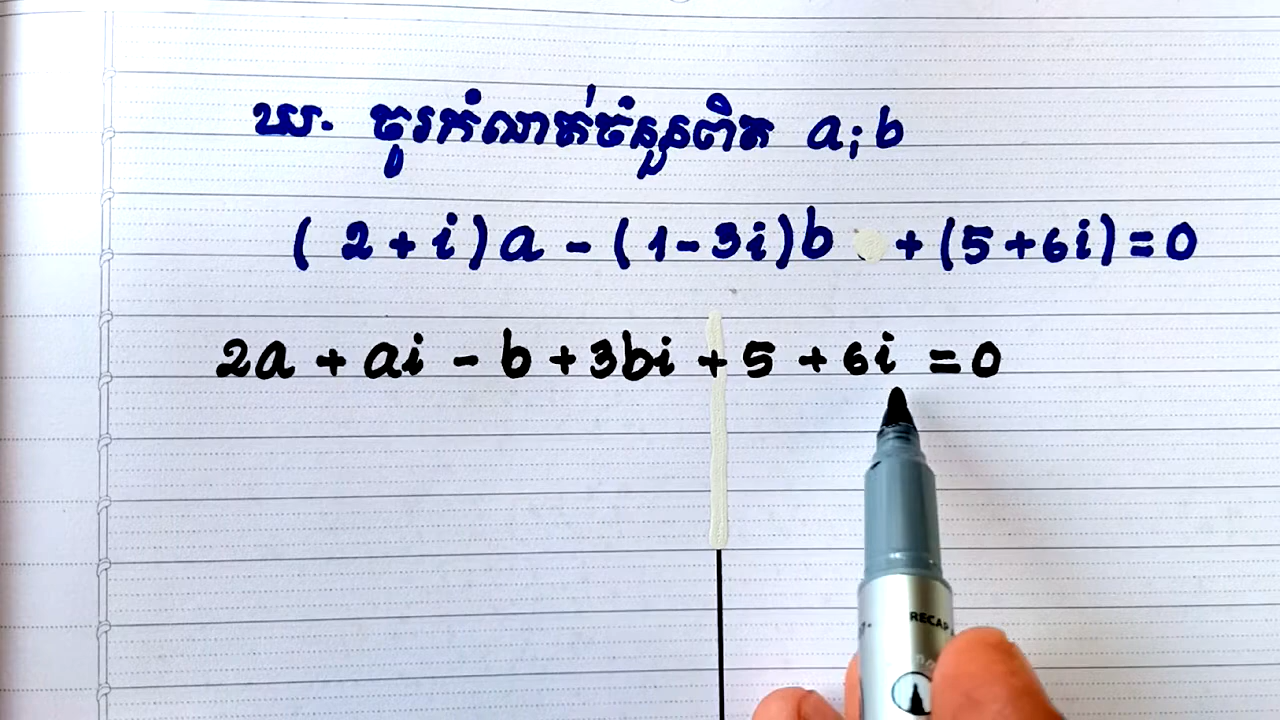 ឃ. ចូរកំណត់ចំនួនពិត a; b
( 2 + i ) a - ( 1 - 3i ) b + ( 5 + 6i ) = 0
2a + ai - b + 3bi + 5 + 6i = 0